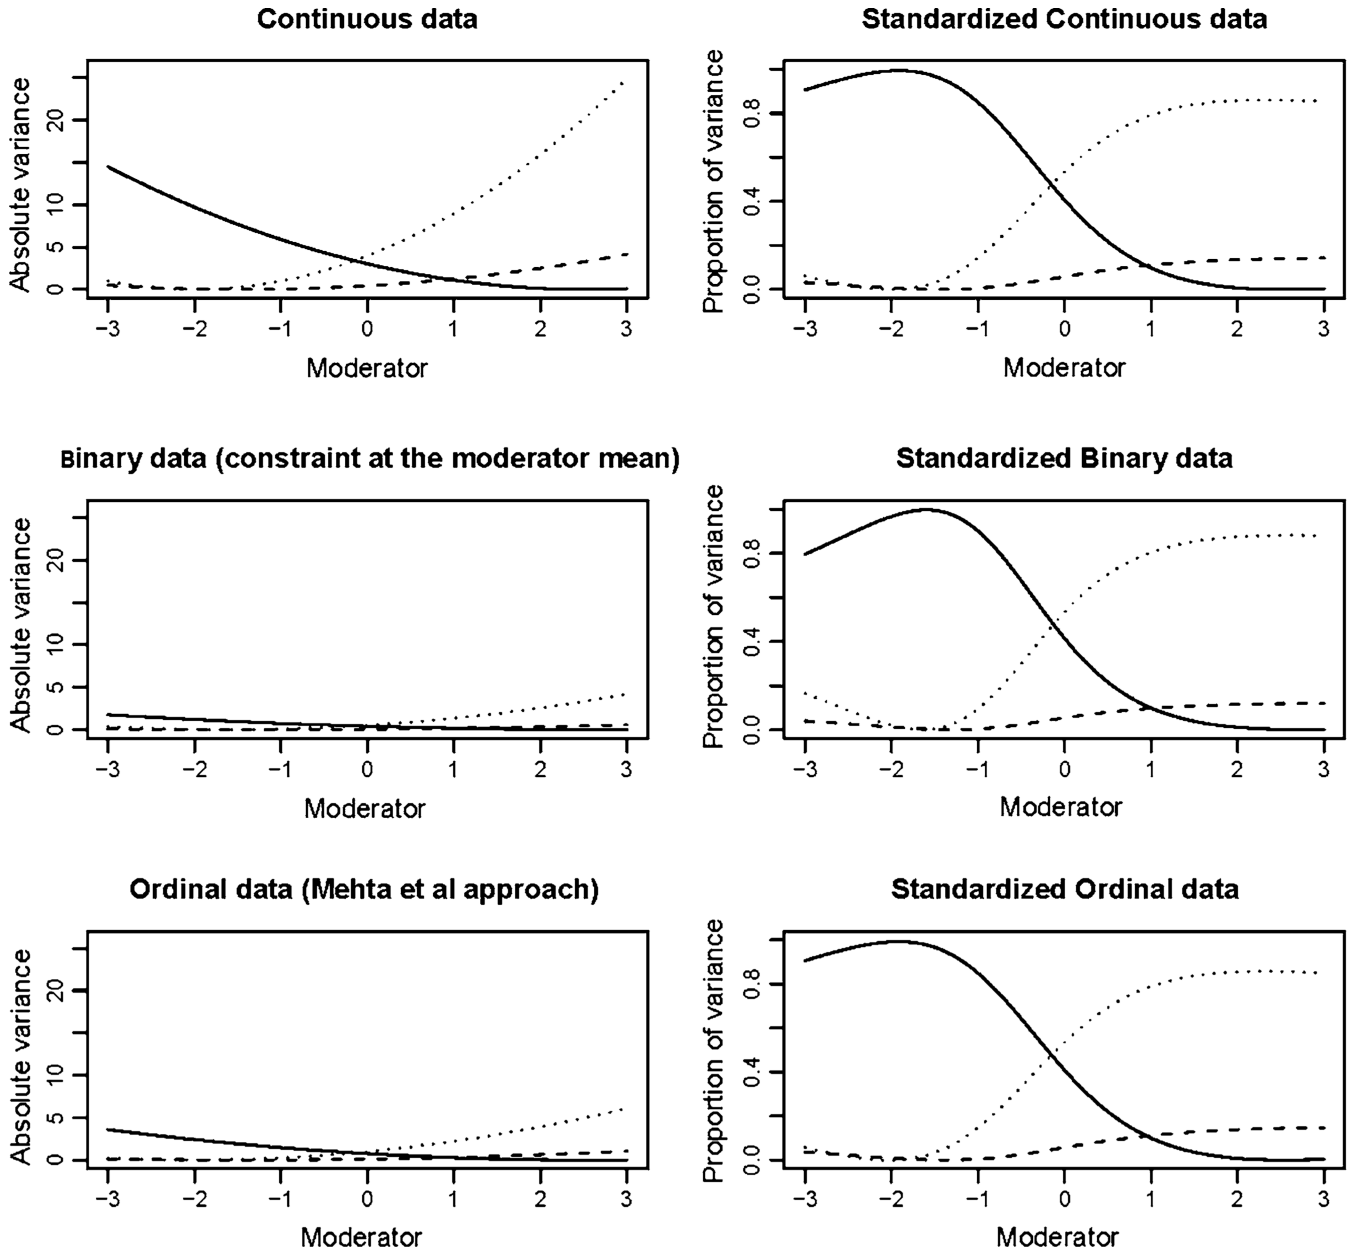 Continuous data
Absolute variance
0 5 10 20
−3 −2 −1 0 1 2 3
Moderator
Standardized Continuous data
Proportion of variance
0.0 0.4 0.8
−3 −2 −1 0 1 2 3
Moderator
Binary data (constraint at the moderator mean)
Absolute variance
0 5 10 20
−3 −2 −1 0 1 2 3
Moderator
Standardized Binary data
Proportion of variance
0.0 0.4 0.8
−3 −2 −1 0 1 2 3
Moderator
Ordinal data (Mehta et al approach)
Absolute variance
0 5 10 20
−3 −2 −1 0 1 2 3
Moderator
Standardized Ordinal data
Proportion of variance
0.0 0.4 0.8
−3 −2 −1 0 1 2 3
Moderator